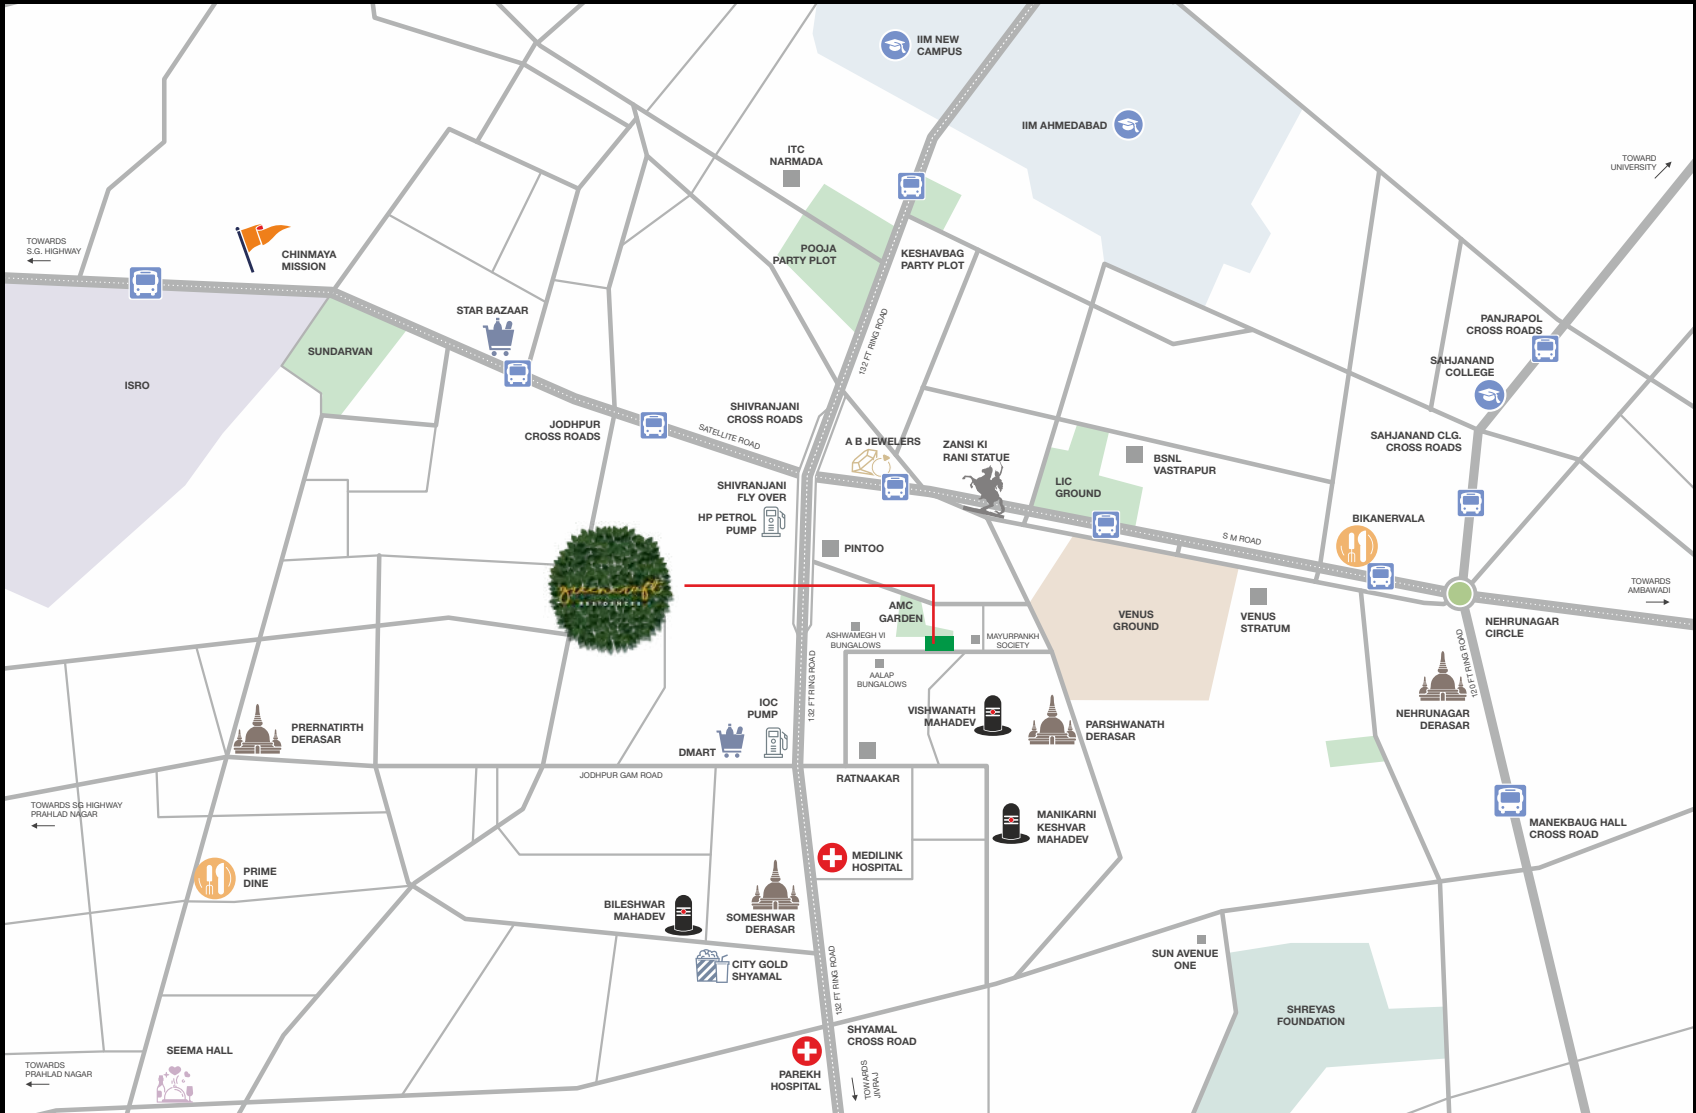 IIM NEW
CAMPUS
IIM AHMEDABAD
ITC
NARMADA
TOWARD
UNIVERSITY
TOWARDS
S.G. HIGHWAY
CHINMAYA
MISSION
POOJA
PARTY PLOT
KESHAVBAG
PARTY PLOT
STAR BAZAAR
132 FT RING ROAD
PANJRAPOL
CROSS ROADS
SUNDARVAN
SAHJANAND
COLLEGE
ISRO
SHIVRANJANI
CROSS ROADS
JODHPUR
CROSS ROADS
SATELLITE ROAD
A B JEWELERS
ZANSI KI
RANI STATUE
SAHJANAND CLG.
CROSS ROADS
BSNL
VASTRAPUR
LIC
GROUND
SHIVRANJANI
FLY OVER
HP PETROL
PUMP
BIKANERVALA
S M ROAD
PINTOO
greencraft
RESIDENCES
TOWARDS
AMBAWADI
AMC
GARDEN
VENUS
GROUND
VENUS
STRATUM
NEHRUNAGAR
CIRCLE
ASHWAMEGH VI
BUNGALOWS
MAYURPANKH
SOCIETY
AALAP
BUNGALOWS
132 FT RING ROAD
120 FT RING ROAD
IOC
PUMP
VISHWANATH
MAHADEV
PARSHWANATH
DERASAR
NEHRUNAGAR
DERASAR
PRERNATIRTH
DERASAR
DMART
JODHPUR GAM ROAD
RATNAAKAR
TOWARDS SG HIGHWAY
PRAHLAD NAGAR
MANIKARNI
KESHVAR
MAHADEV
MANEKBAUG HALL
CROSS ROAD
MEDILINK
HOSPITAL
PRIME
DINE
BILESHWAR
MAHADEV
SOMESHWAR
DERASAR
SUN AVENUE
ONE
CITY GOLD
SHYAMAL
132 FT RING ROAD
SHREYAS
FOUNDATION
SHYAMAL
CROSS ROAD
SEEMA HALL
TOWARDS
PRAHLAD NAGAR
PAREKH
HOSPITAL
TOWARDS
JIVRAJ